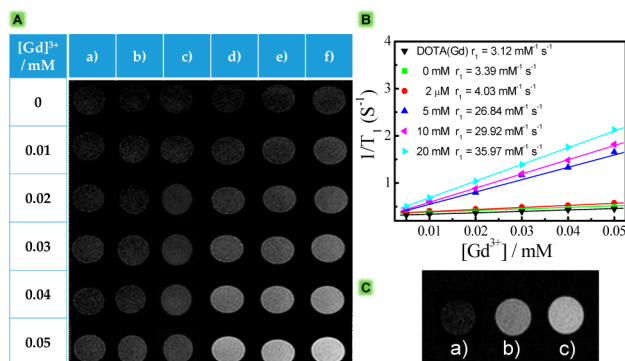 A
[Gd]³⁺ / mM a) b) c) d) e) f)
0
0.01
0.02
0.03
0.04
0.05
B
1/T₁ (S⁻¹)
4
3
2
1
DOTA(Gd) r₁ = 3.12 mM⁻¹ s⁻¹
0 mM r₁ = 3.39 mM⁻¹ s⁻¹
2 μM r₁ = 4.03 mM⁻¹ s⁻¹
5 mM r₁ = 26.84 mM⁻¹ s⁻¹
10 mM r₁ = 29.92 mM⁻¹ s⁻¹
20 mM r₁ = 35.97 mM⁻¹ s⁻¹
0.01 0.02 0.03 0.04 0.05
[Gd³⁺] / mM
C
a) b) c)